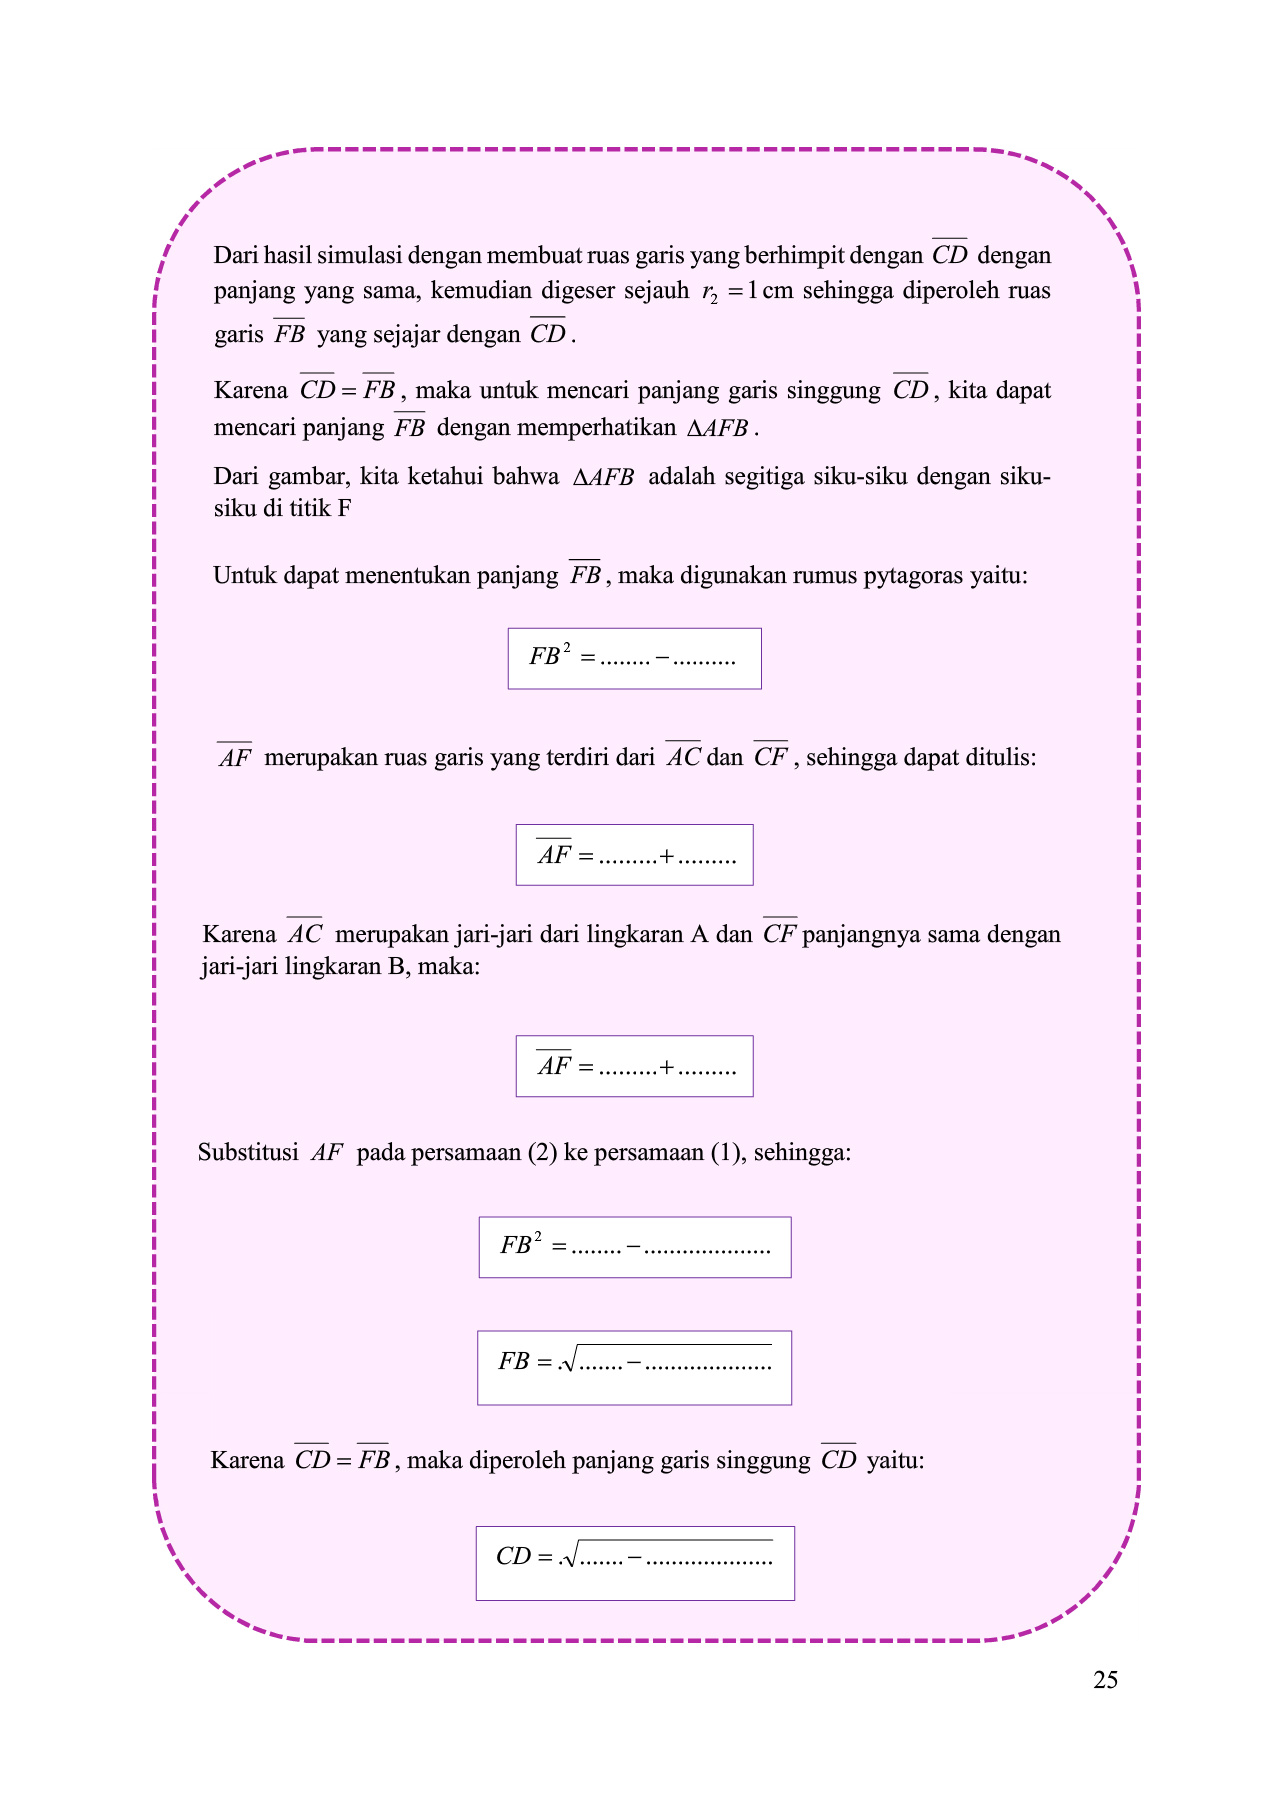 Dari hasil simulasi dengan membuat ruas garis yang berhimpit dengan $\overline{CD}$ dengan
panjang yang sama, kemudian digeser sejauh $r_2 = 1$ cm sehingga diperoleh ruas
garis $\overline{FB}$ yang sejajar dengan $\overline{CD}$.
Karena $\overline{CD} = \overline{FB}$, maka untuk mencari panjang garis singgung $\overline{CD}$, kita dapat
mencari panjang $\overline{FB}$ dengan memperhatikan $\Delta AFB$.
Dari gambar, kita ketahui bahwa $\Delta AFB$ adalah segitiga siku-siku dengan siku-
siku di titik F
Untuk dapat menentukan panjang $\overline{FB}$, maka digunakan rumus pytagoras yaitu:
$FB^2 = ........ - ..........$
$\overline{AF}$ merupakan ruas garis yang terdiri dari $\overline{AC}$ dan $\overline{CF}$, sehingga dapat ditulis:
$\overline{AF} = ......... + .........$
Karena $\overline{AC}$ merupakan jari-jari dari lingkaran A dan $\overline{CF}$ panjangnya sama dengan
jari-jari lingkaran B, maka:
$\overline{AF} = ......... + .........$
Substitusi $AF$ pada persamaan (2) ke persamaan (1), sehingga:
$FB^2 = ........ - ....................$
$FB = .\sqrt{....... - ....................}$
Karena $\overline{CD} = \overline{FB}$, maka diperoleh panjang garis singgung $\overline{CD}$ yaitu:
$CD = .\sqrt{....... - ....................}$
25